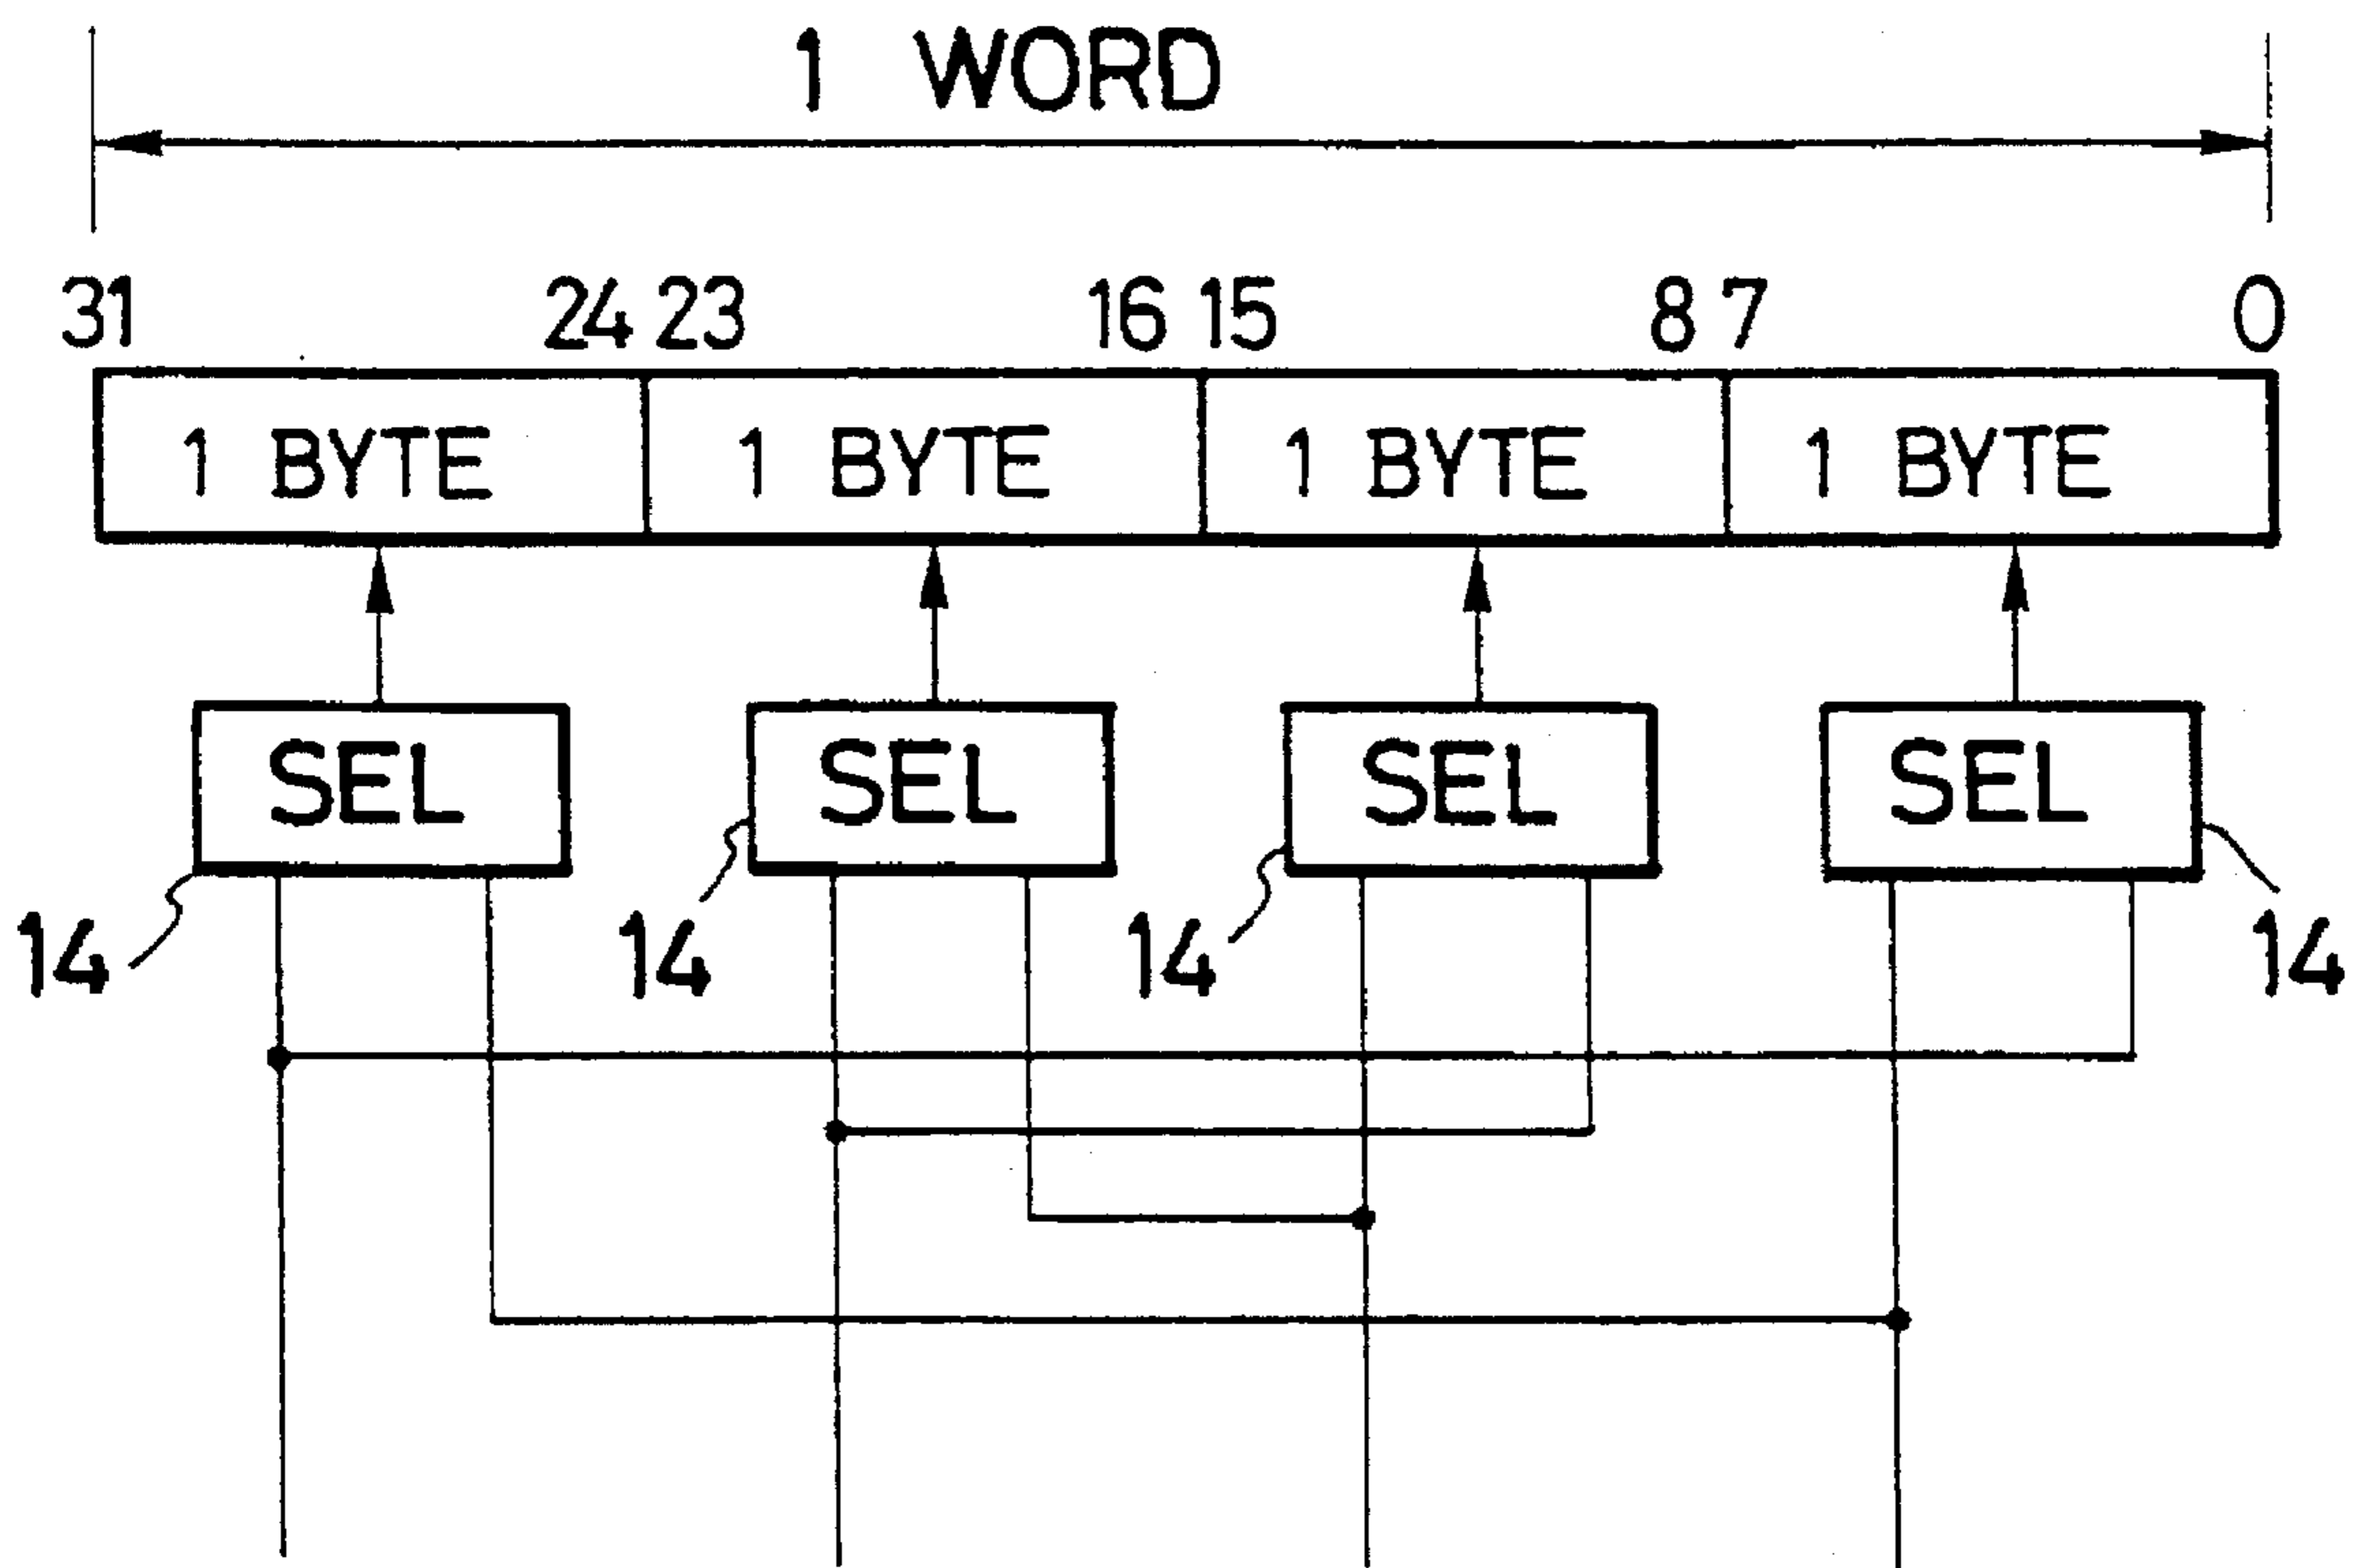 1 WORD
31 24 23 16 15 8 7 0
1 BYTE 1 BYTE 1 BYTE 1 BYTE
SEL SEL SEL SEL
14 14 14 14